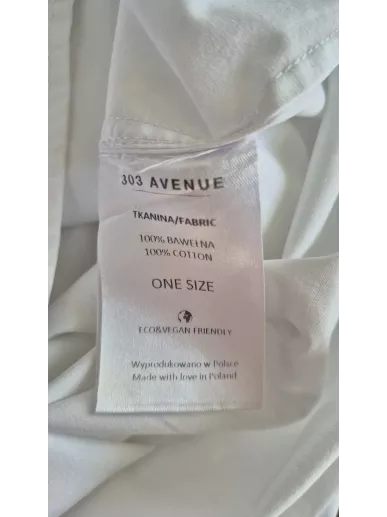 303 AVENUE
TKANINA/FABRIC
100% BAWEŁNA
100% COTTON
ONE SIZE
ECO&VEGAN FRIENDLY
Wyprodukowano w Polsce
Made with love in Poland